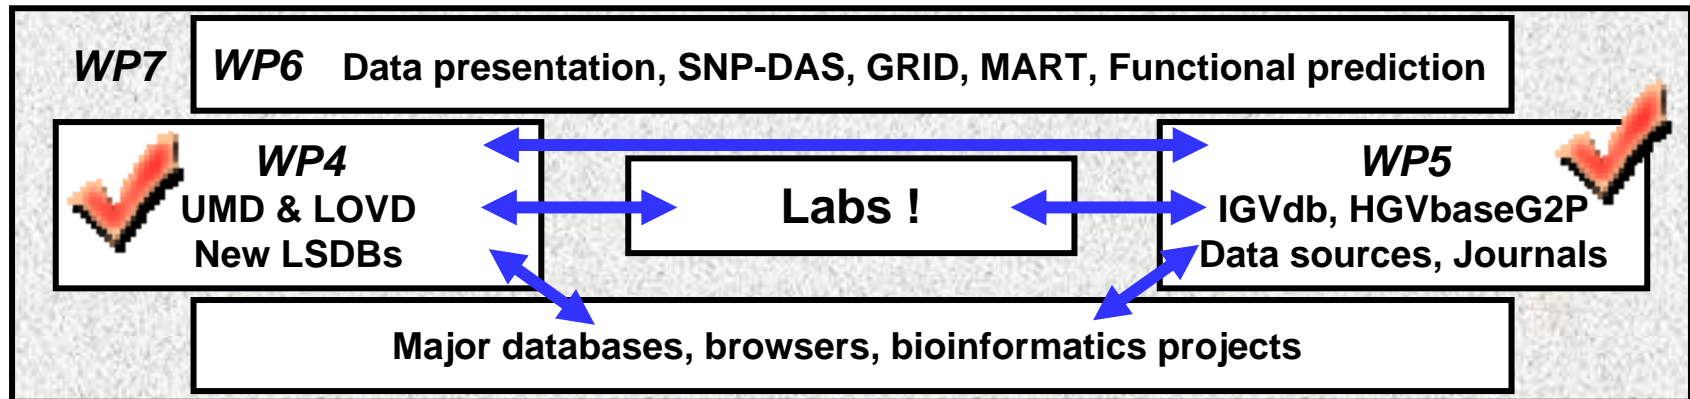 WP7
WP6 Data presentation, SNP-DAS, GRID, MART, Functional prediction
WP4
UMD & LOVD
New LSDBs
Labs !
WP5
IGVdb, HGVbaseG2P
Data sources, Journals
Major databases, browsers, bioinformatics projects